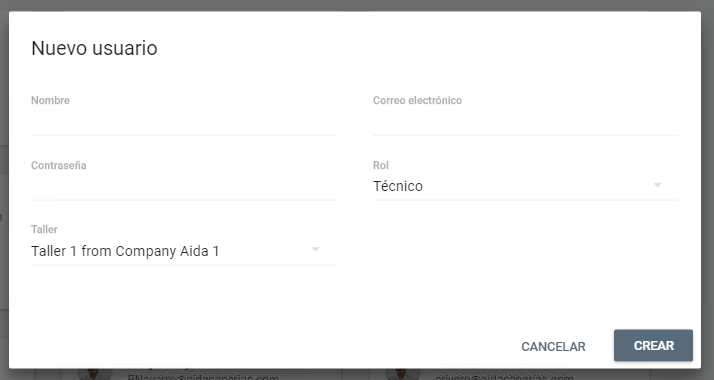 Nuevo usuario
Nombre
Correo electrónico
Contraseña
Rol
Técnico
Taller
Taller 1 from Company Aida 1
CANCELAR
CREAR